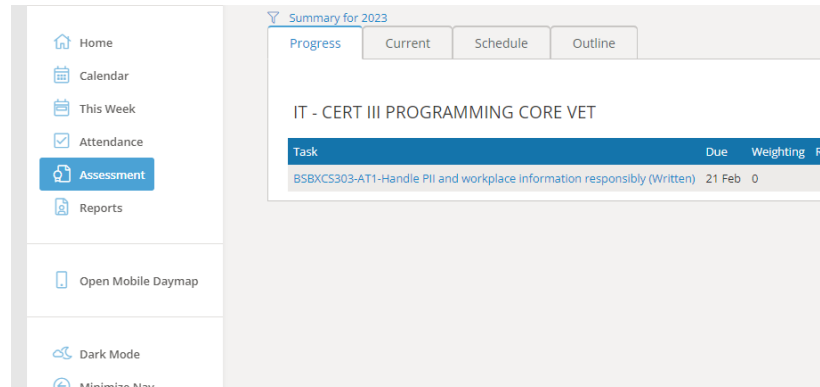 Summary for 2023
Home
Calendar
This Week
Attendance
Assessment
Reports
Open Mobile Daymap
Dark Mode
Progress Current Schedule Outline
IT - CERT III PROGRAMMING CORE VET
Task Due Weighting
BSBXCS303-AT1-Handle PII and workplace information responsibly (Written) 21 Feb 0